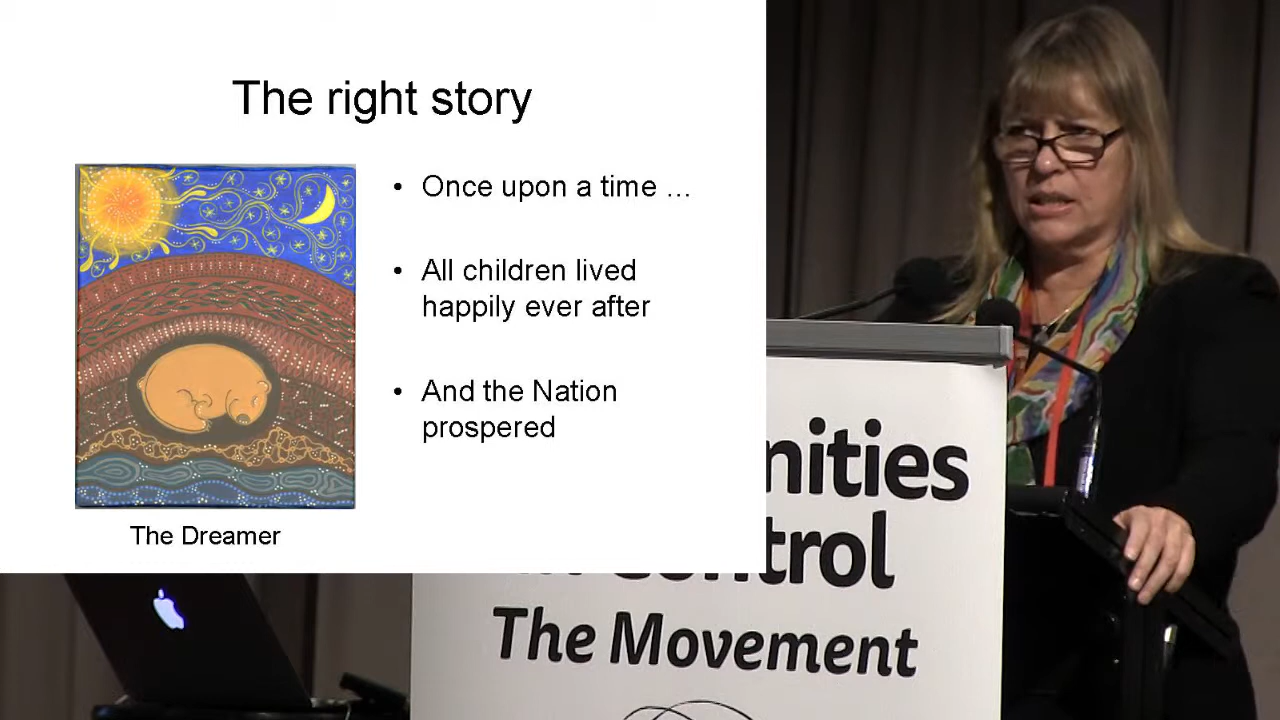 The right story
• Once upon a time ...
• All children lived
happily ever after
• And the Nation
prospered
The Dreamer
nities
trol
The Movement